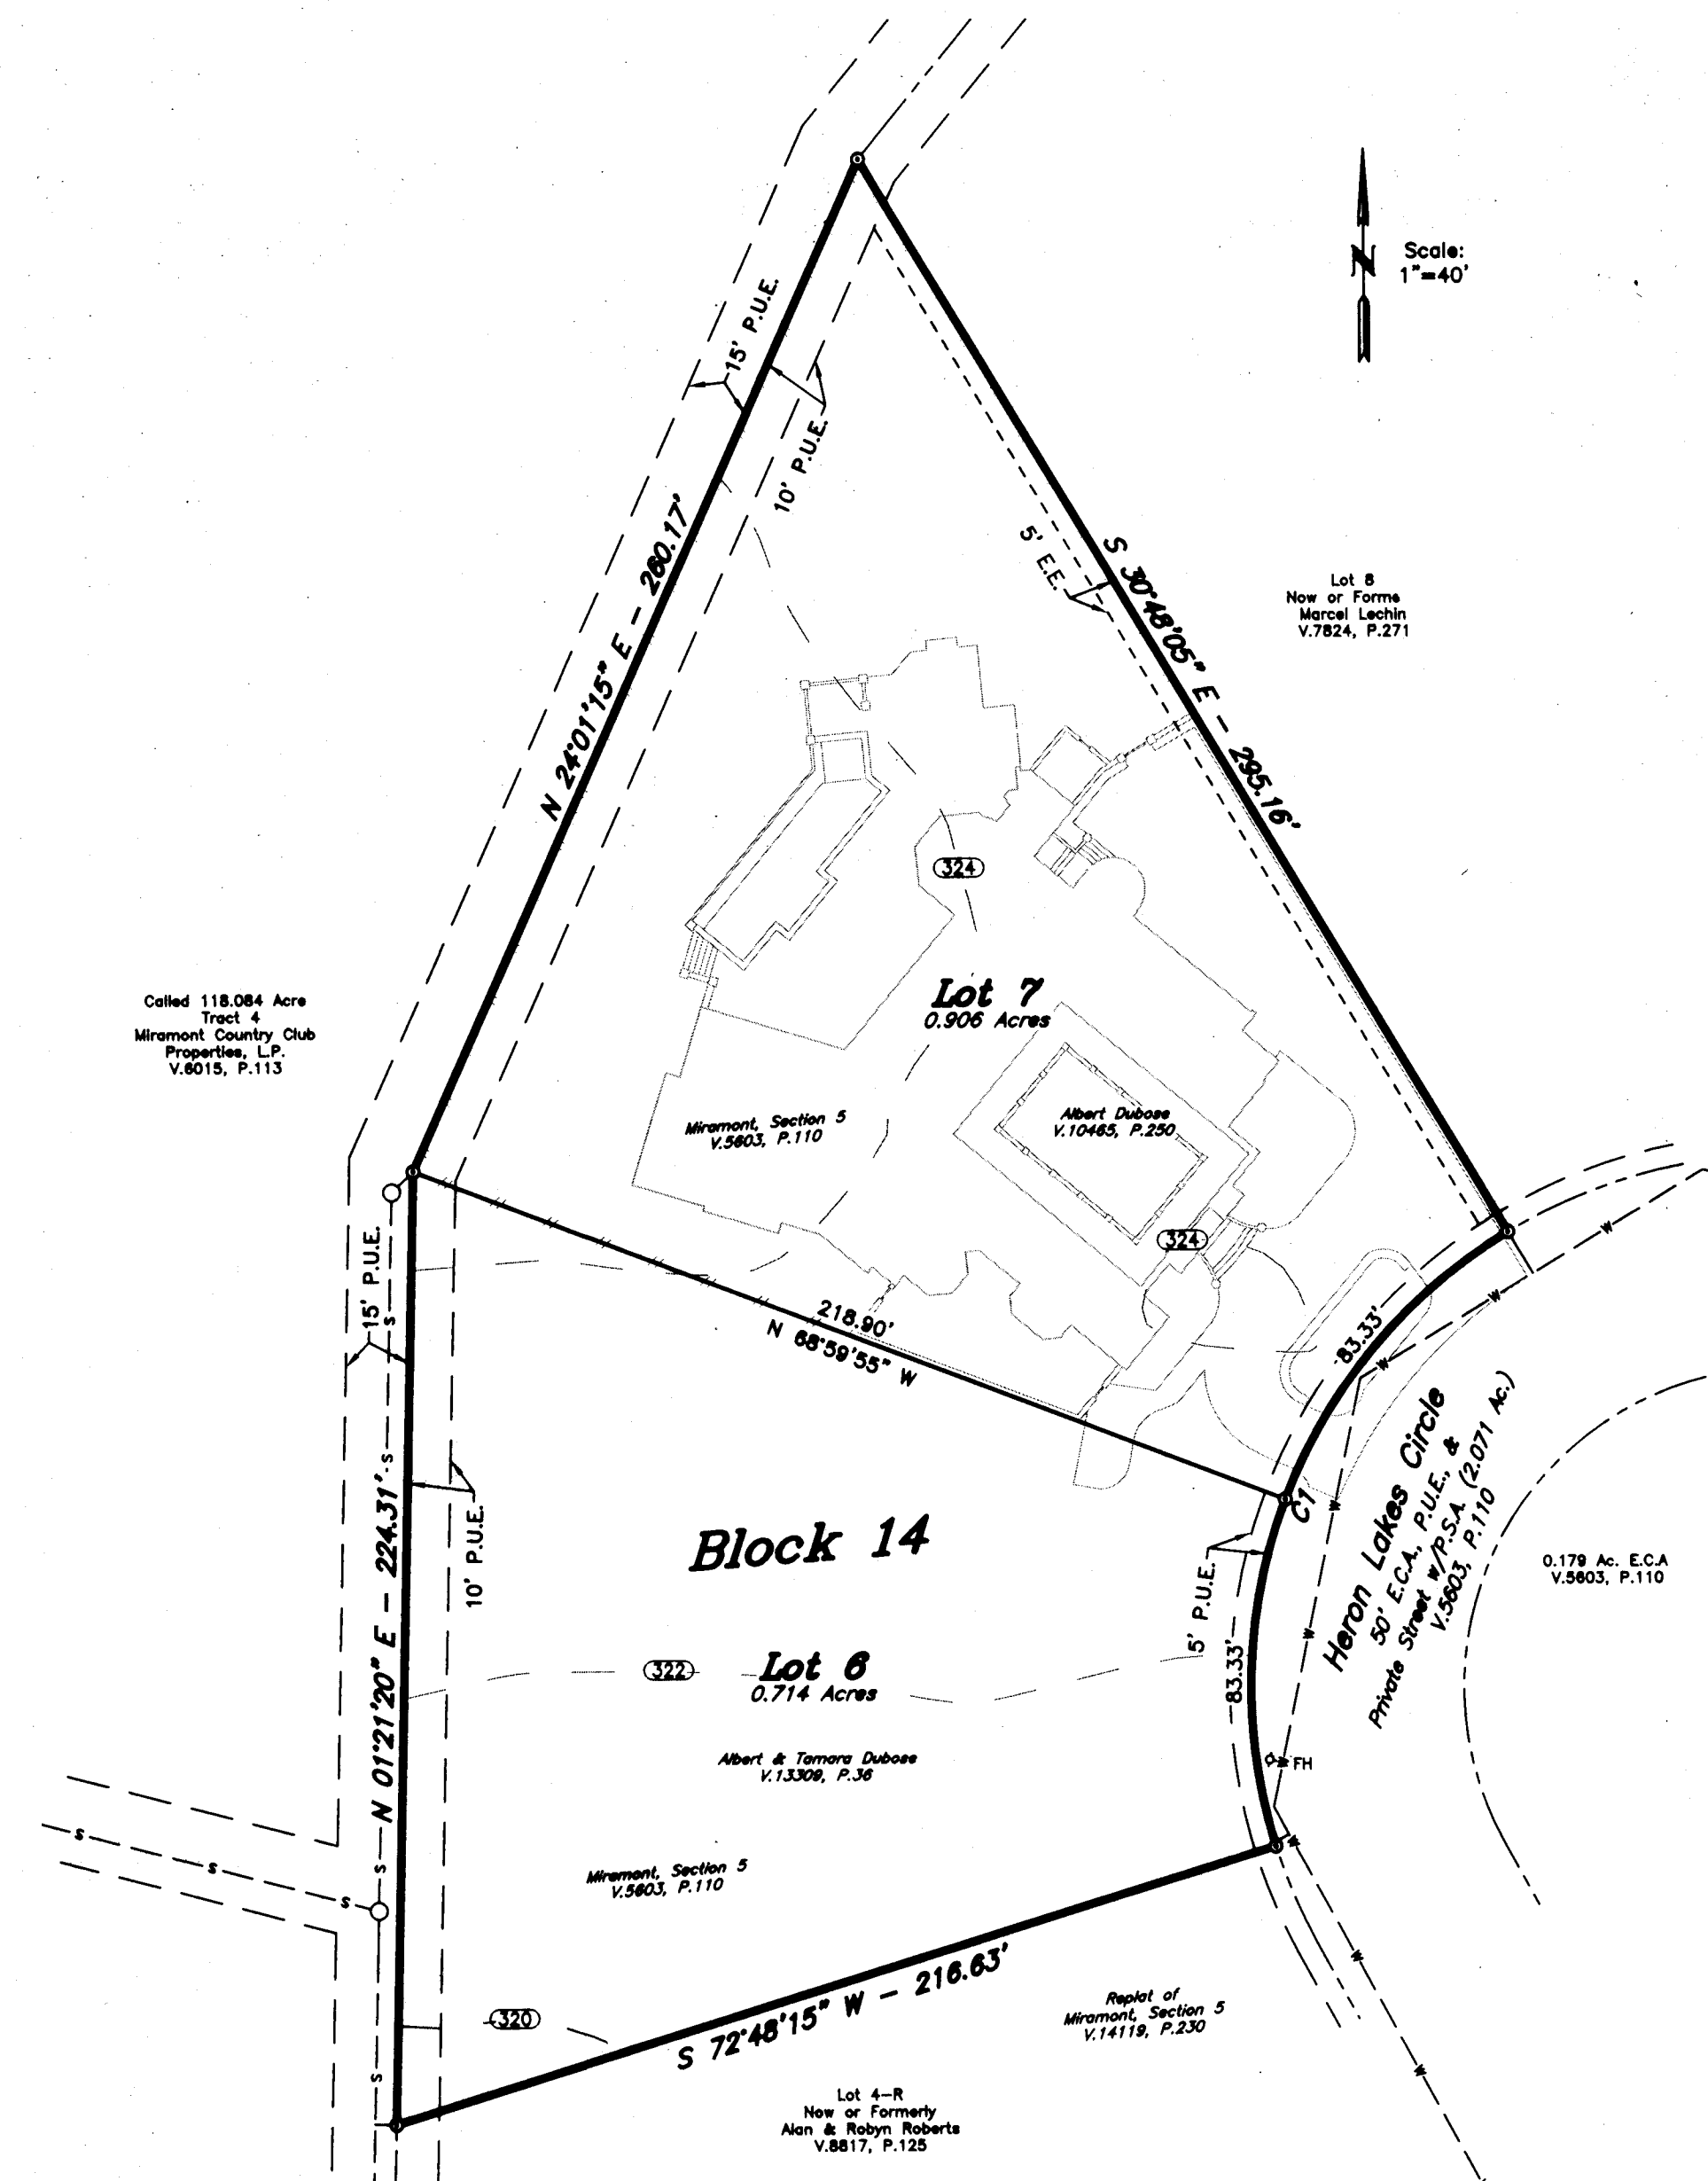 N
Scale:
1"=40'
15' P.U.E.
10' P.U.E.
N 24°01'15" E - 260.17'
5' E.E.
S 30°48'05" E - 295.16'
Lot 8
Now or Forme
Marcel Lechin
V.7824, P.271
324
Lot 7
0.906 Acres
Called 118.084 Acre
Tract 4
Miramont Country Club
Properties, L.P.
V.6015, P.113
Miramont, Section 5
V.5603, P.110
Albert Dubose
V.10465, P.250
324
15' P.U.E.
218.90'
N 68°59'55" W
83.33'
C1
Heron Lakes Circle
50' E.C.A., P.U.E., &
Private Street w/P.S.A. (2.071 Ac.)
V.5603, P.110
0.179 Ac. E.C.A
V.5603, P.110
10' P.U.E.
Block 14
5' P.U.E.
83.33'
N 01°21'20" E - 224.31'
322
Lot 6
0.714 Acres
Albert & Tamara Dubose
V.13309, P.36
FH
Miramont, Section 5
V.5603, P.110
S 72°48'15" W - 216.63'
320
Replat of
Miramont, Section 5
V.14119, P.230
Lot 4-R
Now or Formerly
Alan & Robyn Roberts
V.8817, P.125
S
S
S
S
S
S
S
W
W
W
W
W
W
W
W
W